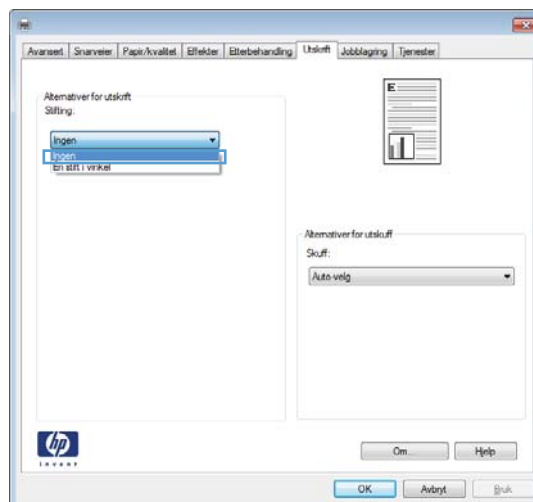 Avansert Snarveier Papir/kvalitet Effekter Etterbehandling Utskrift Jobblagring Tjenester
Alternativer for utskrift
Stifting:
Ingen
Ingen
En stift i vinkel
E
Alternativer for utskuff
Skuff:
Auto-velg
hp
invent
Om...
Hjelp
OK
Avbryt
Bruk